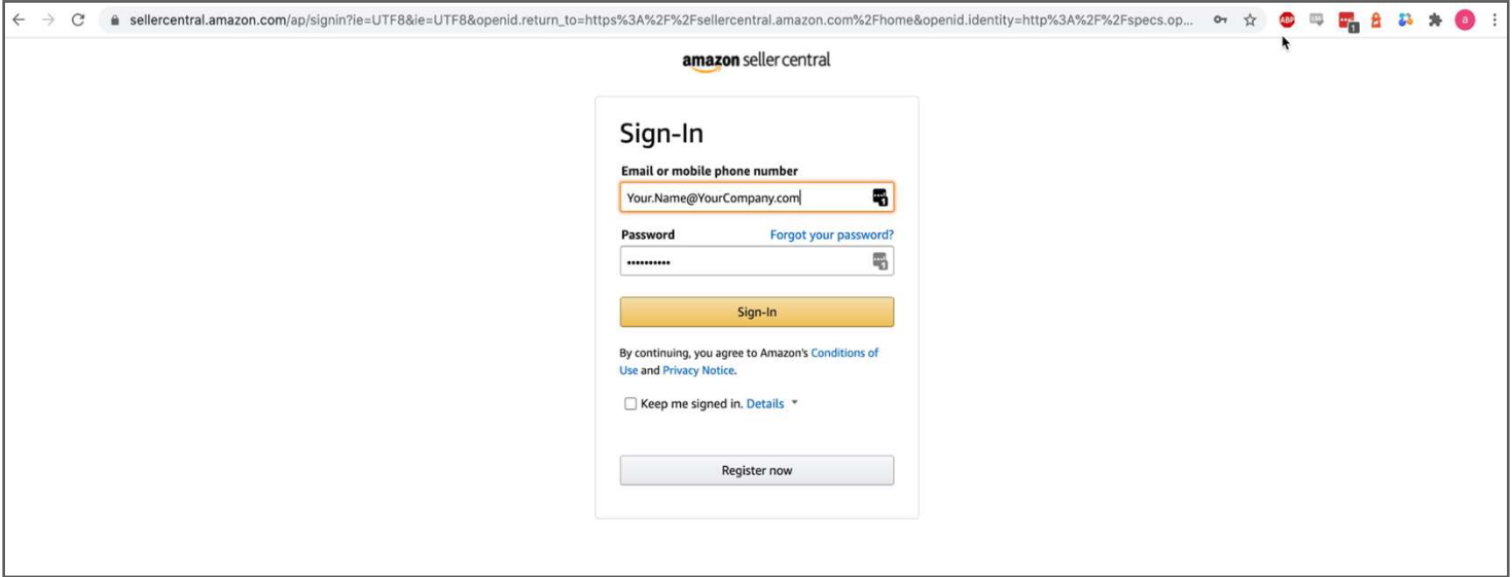 sellercentral.amazon.com/ap/signin?ie=UTF8&ie=UTF8&openid.return_to=https%3A%2F%2Fsellercentral.amazon.com%2Fhome&openid.identity=http%3A%2F%2Fspecs.op...
ABP
1
a
amazon seller central
Sign-In
Email or mobile phone number
Your.Name@YourCompany.com
Password Forgot your password?
••••••••••
Sign-In
By continuing, you agree to Amazon's Conditions of
Use and Privacy Notice.
Keep me signed in. Details
Register now